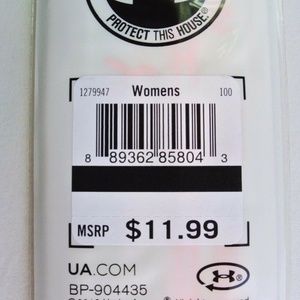 PROTECT THIS HOUSE®
1279947 Womens 100
8 89362 85804 3
MSRP $11.99
UA.COM
BP-904435